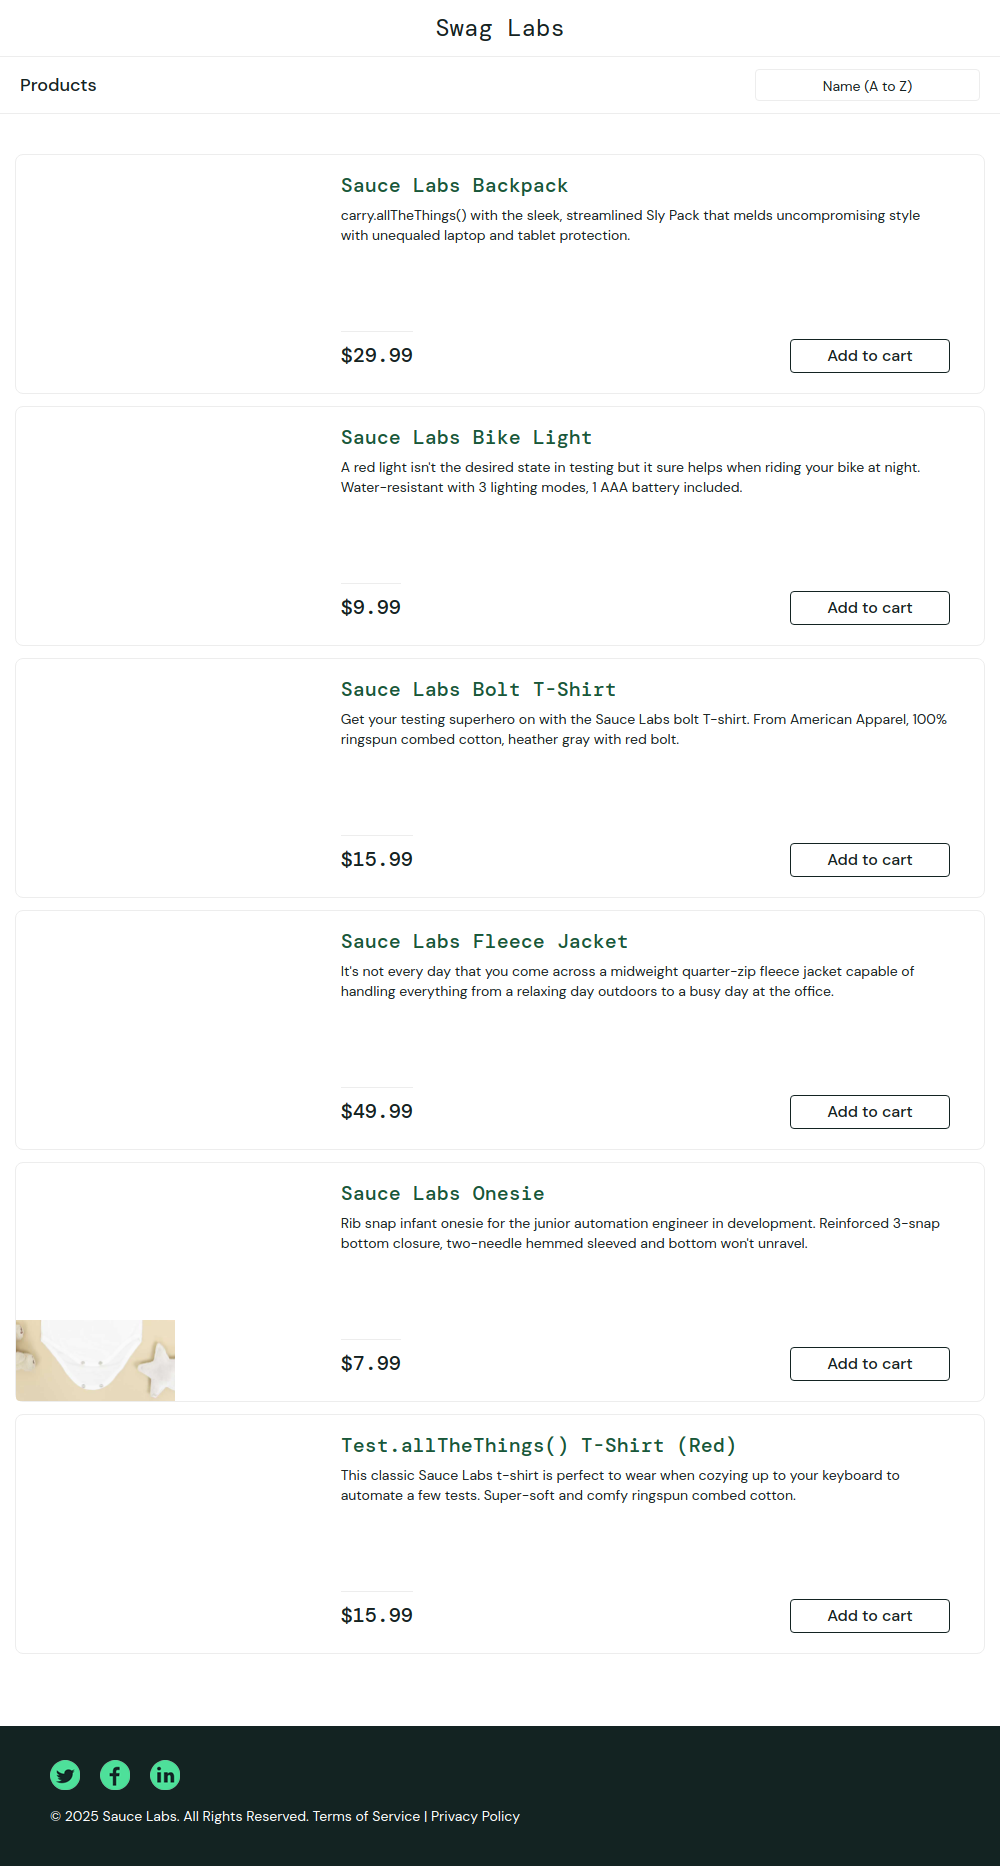 Swag Labs
Products
Name (A to Z)
Sauce Labs Backpack
carry.allTheThings() with the sleek, streamlined Sly Pack that melds uncompromising style
with unequaled laptop and tablet protection.
$29.99
Add to cart
Sauce Labs Bike Light
A red light isn't the desired state in testing but it sure helps when riding your bike at night.
Water-resistant with 3 lighting modes, 1 AAA battery included.
$9.99
Add to cart
Sauce Labs Bolt T-Shirt
Get your testing superhero on with the Sauce Labs bolt T-shirt. From American Apparel, 100%
ringspun combed cotton, heather gray with red bolt.
$15.99
Add to cart
Sauce Labs Fleece Jacket
It's not every day that you come across a midweight quarter-zip fleece jacket capable of
handling everything from a relaxing day outdoors to a busy day at the office.
$49.99
Add to cart
Sauce Labs Onesie
Rib snap infant onesie for the junior automation engineer in development. Reinforced 3-snap
bottom closure, two-needle hemmed sleeved and bottom won't unravel.
$7.99
Add to cart
Test.allTheThings() T-Shirt (Red)
This classic Sauce Labs t-shirt is perfect to wear when cozying up to your keyboard to
automate a few tests. Super-soft and comfy ringspun combed cotton.
$15.99
Add to cart
© 2025 Sauce Labs. All Rights Reserved. Terms of Service | Privacy Policy